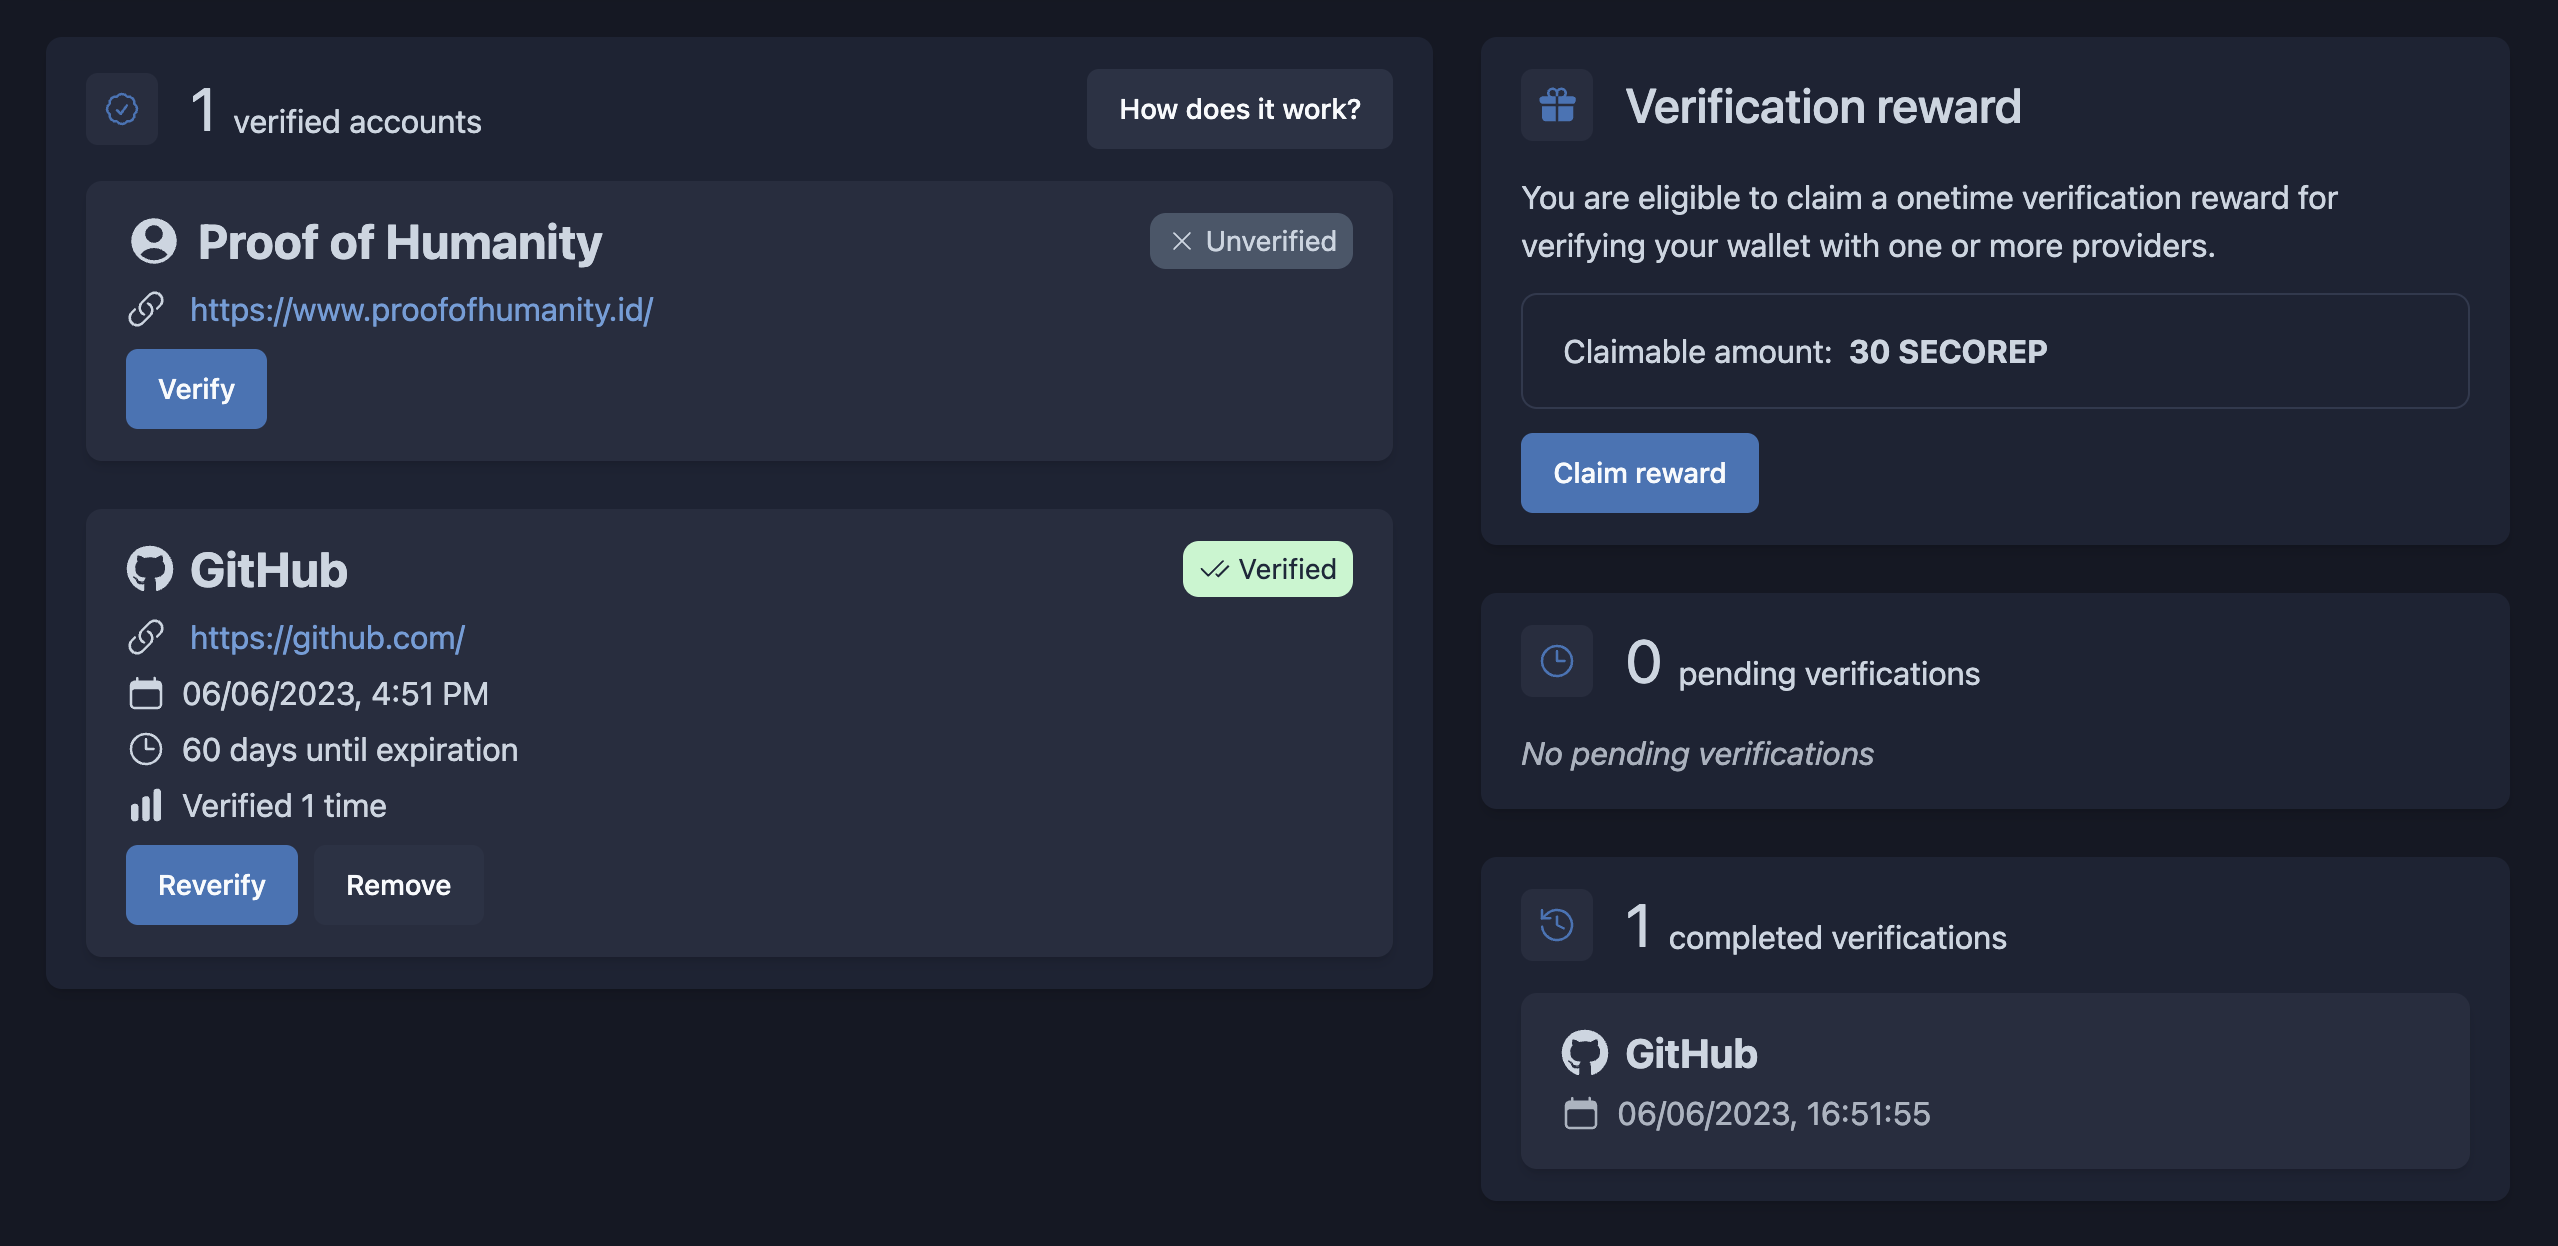 1 verified accounts
How does it work?
Proof of Humanity
Unverified
https://www.proofofhumanity.id/
Verify
GitHub
Verified
https://github.com/
06/06/2023, 4:51 PM
60 days until expiration
Verified 1 time
Reverify
Remove
Verification reward
You are eligible to claim a onetime verification reward for
verifying your wallet with one or more providers.
Claimable amount: 30 SECOREP
Claim reward
0 pending verifications
No pending verifications
1 completed verifications
GitHub
06/06/2023, 16:51:55